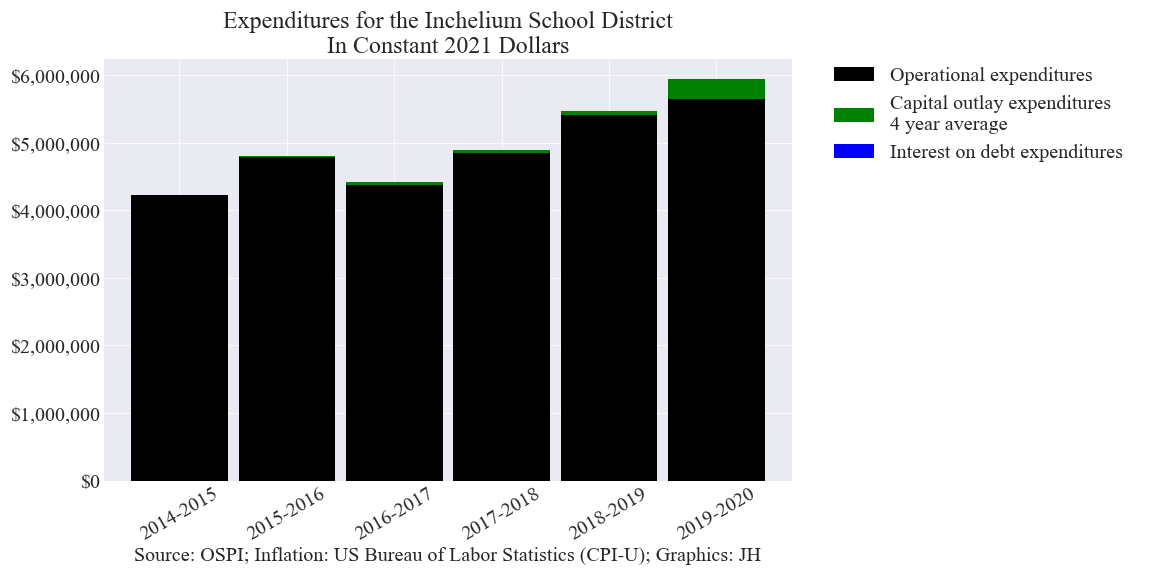 Expenditures for the Inchelium School District
In Constant 2021 Dollars
$6,000,000
$5,000,000
$4,000,000
$3,000,000
$2,000,000
$1,000,000
$0
2014-2015
2015-2016
2016-2017
2017-2018
2018-2019
2019-2020
Source: OSPI; Inflation: US Bureau of Labor Statistics (CPI-U); Graphics: JH
Operational expenditures
Capital outlay expenditures
4 year average
Interest on debt expenditures